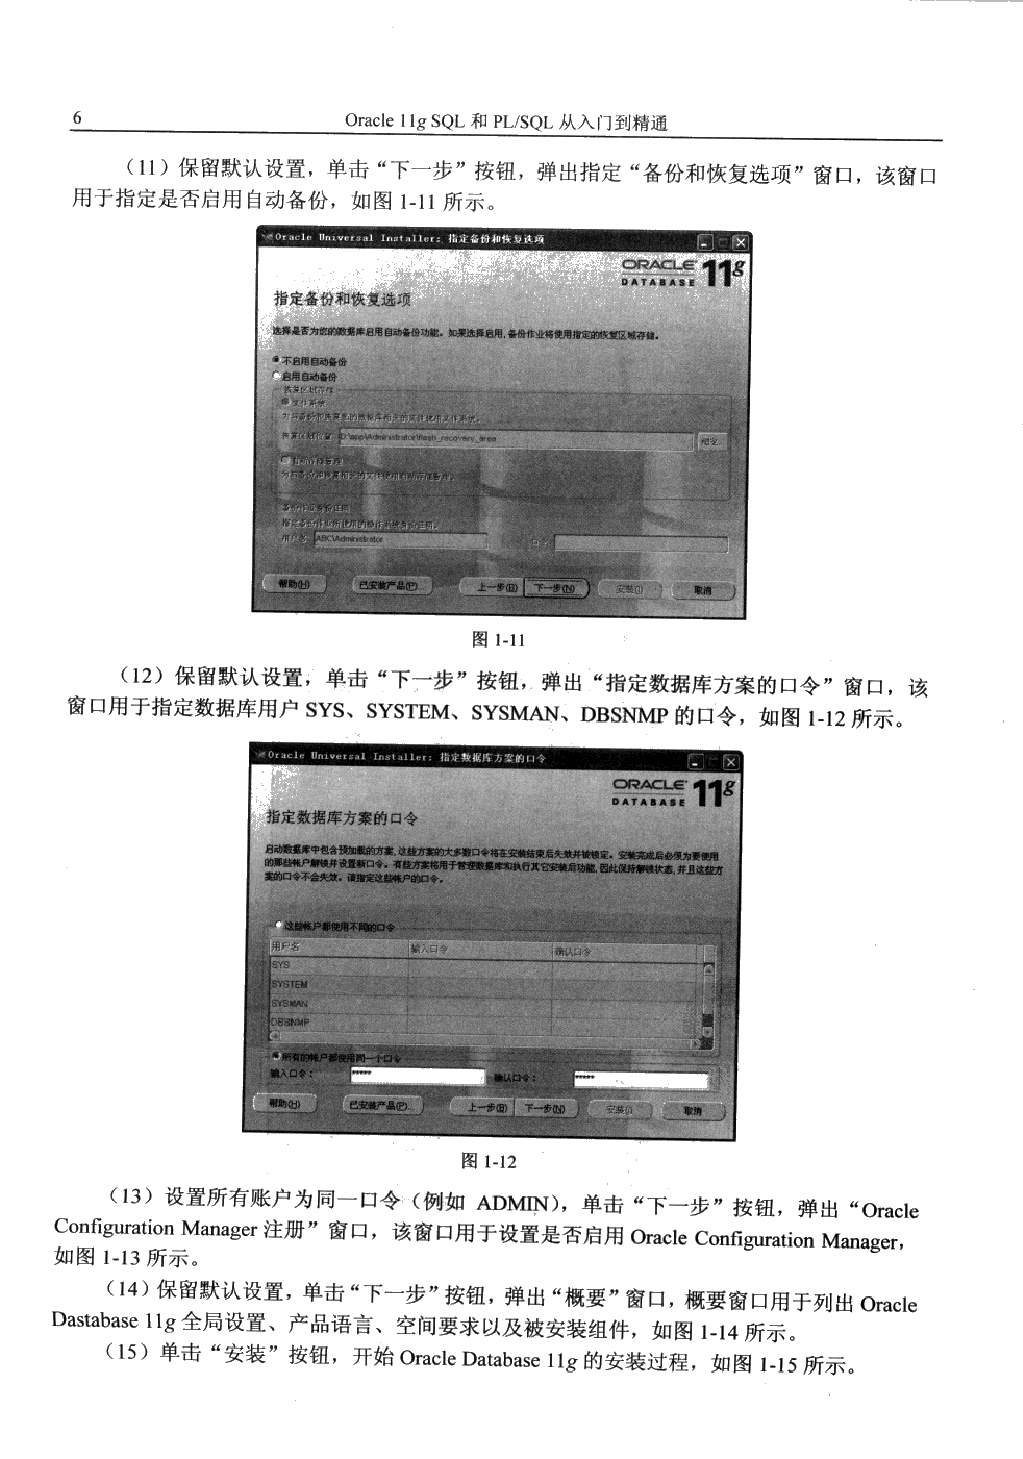 6
Oracle 11g SQL 和 PL/SQL 从入门到精通
（11）保留默认设置，单击“下一步”按钮，弹出指定“备份和恢复选项”窗口，该窗口
用于指定是否启用自动备份，如图 1-11 所示。
Oracle Universal Installer: 指定备份和恢复选项
ORACLE 11g
DATABASE
指定备份和恢复选项
选择是否为您的数据库启用自动备份功能。如果选择启用,备份作业将使用指定的恢复区域存储。
不启用自动备份
启用自动备份
恢复区域存储
文件系统
恢复区域位置: D:\app\Administrator\flash_recovery_area
用户名: ABC\Administrator
帮助(H) 已安装产品(P)... 上一步(B) 下一步(N) 安装(I) 取消
图 1-11
（12）保留默认设置，单击“下一步”按钮，弹出“指定数据库方案的口令”窗口，该
窗口用于指定数据库用户 SYS、SYSTEM、SYSMAN、DBSNMP 的口令，如图 1-12 所示。
Oracle Universal Installer: 指定数据库方案的口令
ORACLE 11g
DATABASE
指定数据库方案的口令
启动数据库中包含预加载的方案,这些方案的大多数口令将在安装结束后失效并被锁定。安装完成后必须为要使用
的那些帐户解锁并设置新口令。有些方案将用于管理数据库和执行其它安装后功能,因此保持解锁状态,并且这些方
案的口令不会失效。请指定这些帐户的口令。
这些帐户都使用不同的口令
用户名 输入口令 确认口令
SYS
SYSTEM
SYSMAN
DBSNMP
所有的帐户都使用同一个口令
输入口令: ***** 确认口令: *****
帮助(H) 已安装产品(P)... 上一步(B) 下一步(N) 安装(I) 取消
图 1-12
（13）设置所有账户为同一口令（例如 ADMIN），单击“下一步”按钮，弹出“Oracle
Configuration Manager 注册”窗口，该窗口用于设置是否启用 Oracle Configuration Manager，
如图 1-13 所示。
（14）保留默认设置，单击“下一步”按钮，弹出“概要”窗口，概要窗口用于列出 Oracle
Dastabase 11g 全局设置、产品语言、空间要求以及被安装组件，如图 1-14 所示。
（15）单击“安装”按钮，开始 Oracle Database 11g 的安装过程，如图 1-15 所示。